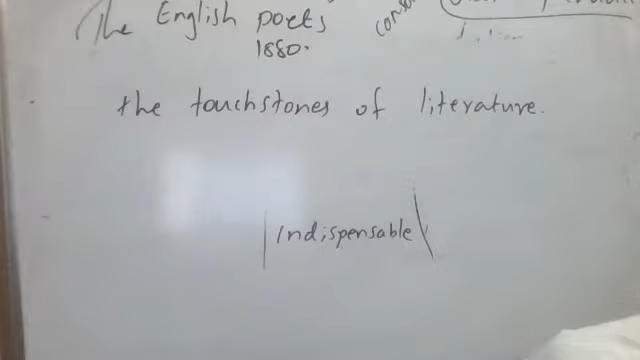 The English poets
1880.
the touchstones of literature.
Indispensable